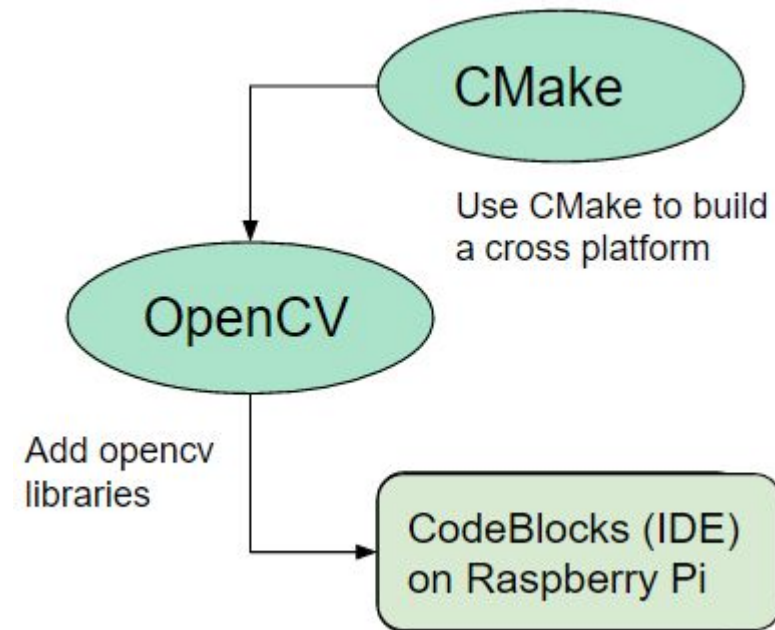 CMake
Use CMake to build
a cross platform
OpenCV
Add opencv
libraries
CodeBlocks (IDE)
on Raspberry Pi